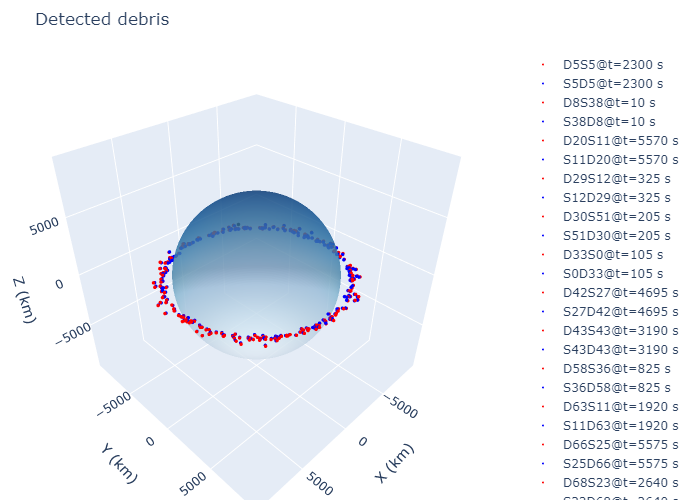 Detected debris
D5S5@t=2300 s
S5D5@t=2300 s
D8S38@t=10 s
S38D8@t=10 s
D20S11@t=5570 s
S11D20@t=5570 s
D29S12@t=325 s
S12D29@t=325 s
D30S51@t=205 s
S51D30@t=205 s
D33S0@t=105 s
S0D33@t=105 s
D42S27@t=4695 s
S27D42@t=4695 s
D43S43@t=3190 s
S43D43@t=3190 s
D58S36@t=825 s
S36D58@t=825 s
D63S11@t=1920 s
S11D63@t=1920 s
D66S25@t=5575 s
S25D66@t=5575 s
D68S23@t=2640 s
5000
0
−5000
Z (km)
−5000
0
5000
Y (km)
−5000
0
5000
X (km)